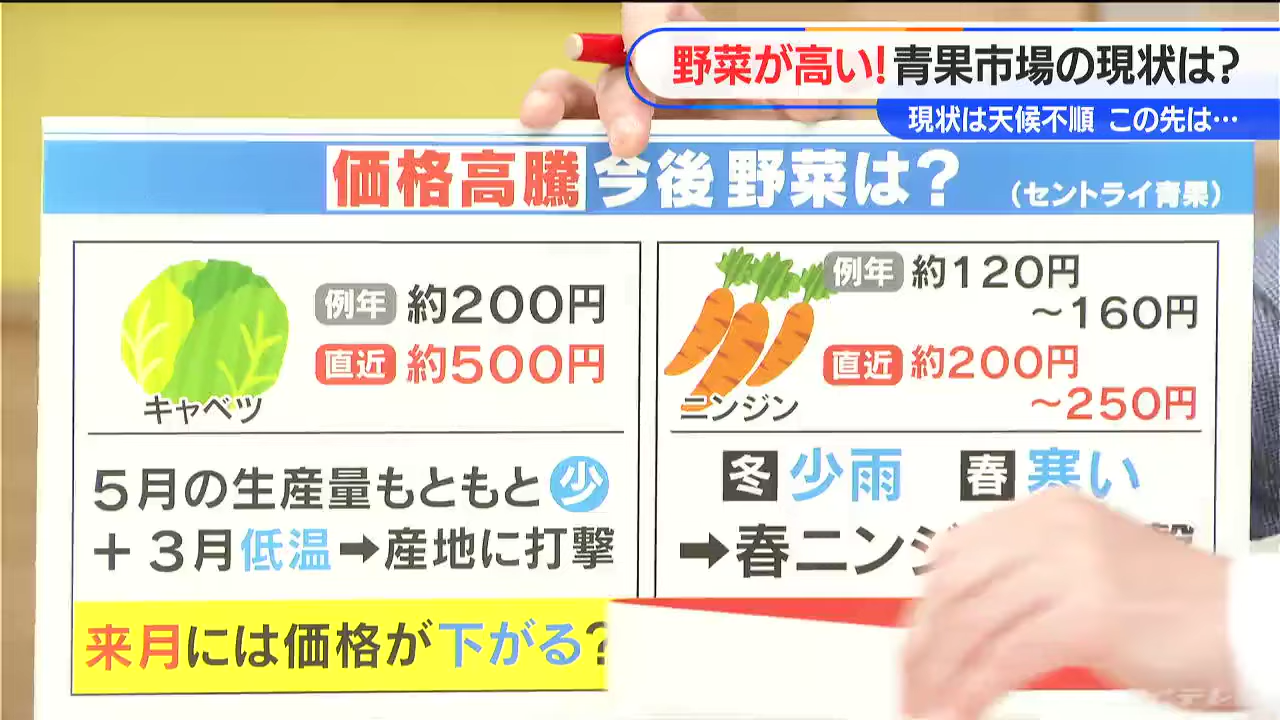 野菜が高い!青果市場の現状は?
現状は天候不順 この先は…
価格高騰 今後 野菜は?
(セントライ青果)
例年 約200円
直近 約500円
キャベツ
5月の生産量もともと少
+3月低温➡産地に打撃
来月には価格が下がる?
例年 約120円
~160円
直近 約200円
~250円
ニンジン
冬 少雨 春 寒い
➡春ニンジ 撃